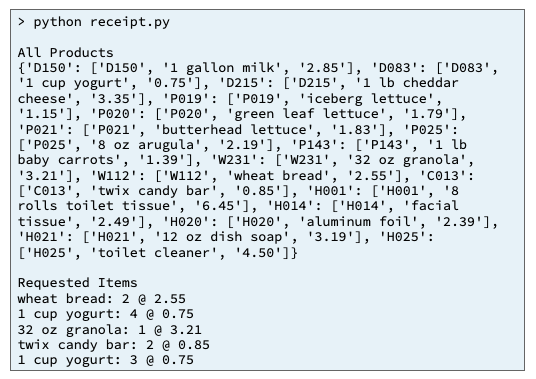 > python receipt.py
All Products
{'D150': ['D150', '1 gallon milk', '2.85'], 'D083': ['D083',
'1 cup yogurt', '0.75'], 'D215': ['D215', '1 lb cheddar
cheese', '3.35'], 'P019': ['P019', 'iceberg lettuce',
'1.15'], 'P020': ['P020', 'green leaf lettuce', '1.79'],
'P021': ['P021', 'butterhead lettuce', '1.83'], 'P025':
['P025', '8 oz arugula', '2.19'], 'P143': ['P143', '1 lb
baby carrots', '1.39'], 'W231': ['W231', '32 oz granola',
'3.21'], 'W112': ['W112', 'wheat bread', '2.55'], 'C013':
['C013', 'twix candy bar', '0.85'], 'H001': ['H001', '8
rolls toilet tissue', '6.45'], 'H014': ['H014', 'facial
tissue', '2.49'], 'H020': ['H020', 'aluminum foil', '2.39'],
'H021': ['H021', '12 oz dish soap', '3.19'], 'H025':
['H025', 'toilet cleaner', '4.50']}
Requested Items
wheat bread: 2 @ 2.55
1 cup yogurt: 4 @ 0.75
32 oz granola: 1 @ 3.21
twix candy bar: 2 @ 0.85
1 cup yogurt: 3 @ 0.75